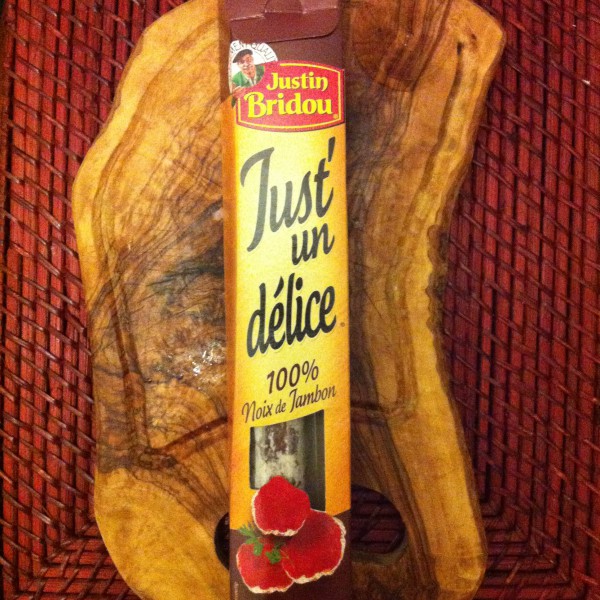 Justin
Bridou
Just'
un
délice
100%
Noix de Jambon